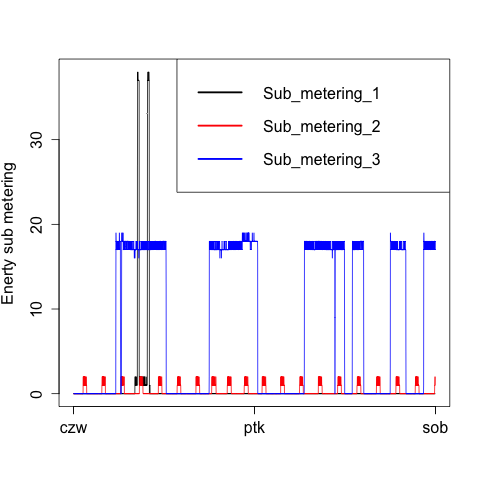 Sub_metering_1
Sub_metering_2
Sub_metering_3
Enerty sub metering
30
20
10
0
czw ptk sob